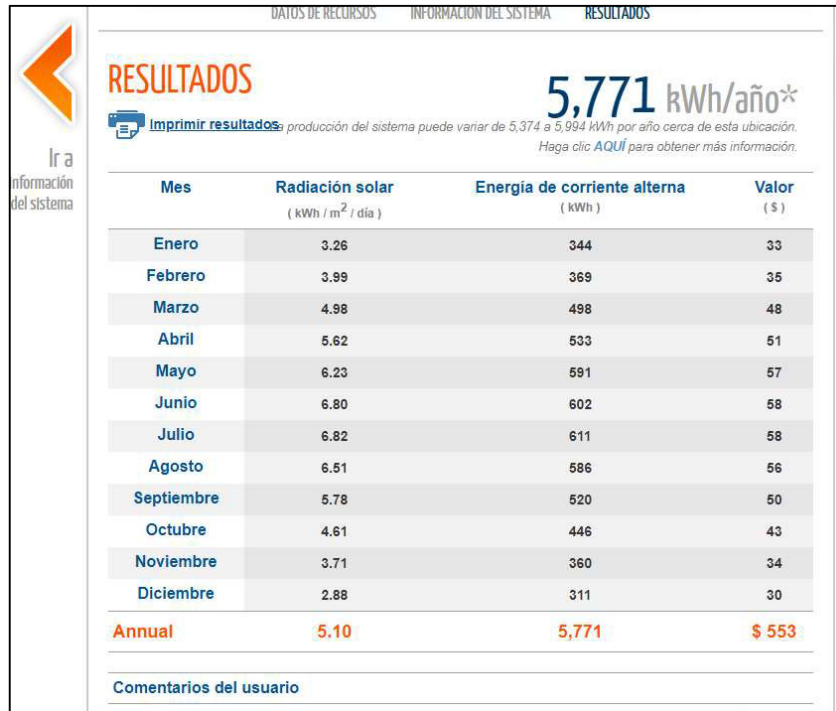 DATOS DE RECURSOS INFORMACIÓN DEL SISTEMA RESULTADOS
RESULTADOS
5,771 kWh/año*
Imprimir resultados
a producción del sistema puede variar de 5,374 a 5,994 kWh por año cerca de esta ubicación.
Haga clic AQUÍ para obtener más información.
Ir a
nformación
del sistema
Mes Radiación solar Energía de corriente alterna Valor
( kWh / m2 / día ) ( kWh ) ( $ )
Enero 3.26 344 33
Febrero 3.99 369 35
Marzo 4.98 498 48
Abril 5.62 533 51
Mayo 6.23 591 57
Junio 6.80 602 58
Julio 6.82 611 58
Agosto 6.51 586 56
Septiembre 5.78 520 50
Octubre 4.61 446 43
Noviembre 3.71 360 34
Diciembre 2.88 311 30
Annual 5.10 5,771 $ 553
Comentarios del usuario